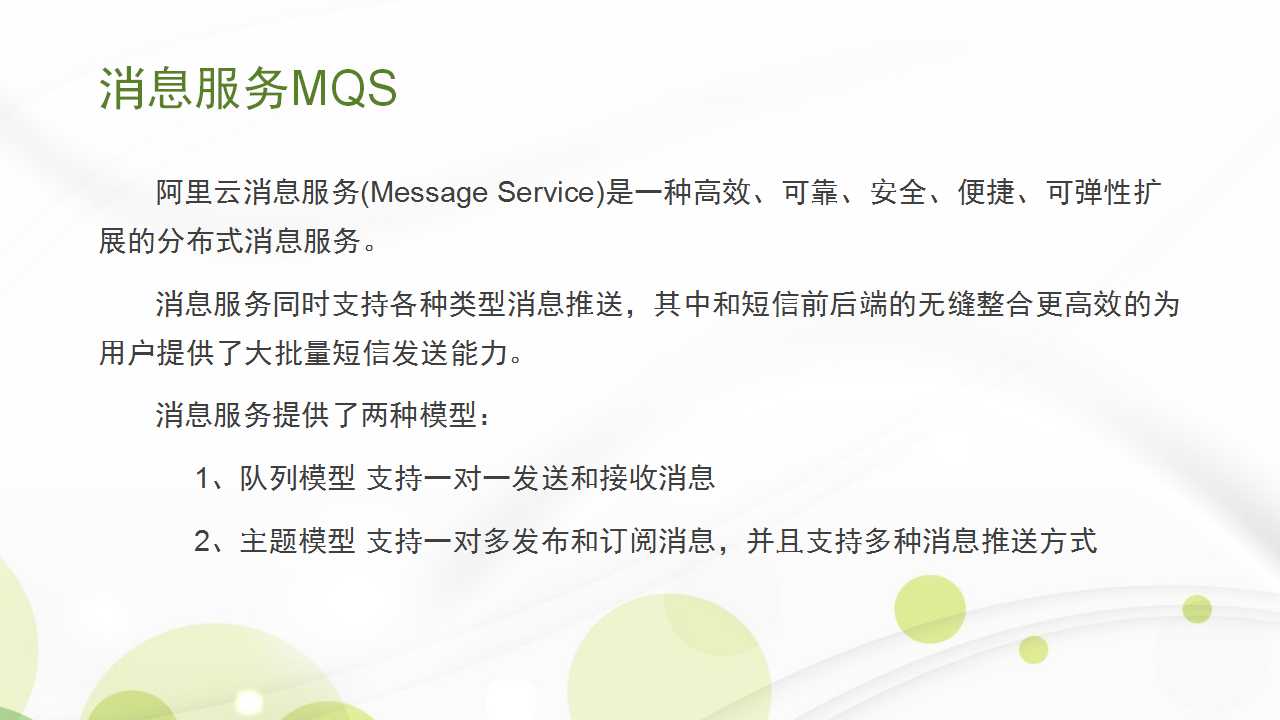 消息服务MQS
阿里云消息服务(Message Service)是一种高效、可靠、安全、便捷、可弹性扩
展的分布式消息服务。
消息服务同时支持各种类型消息推送，其中和短信前后端的无缝整合更高效的为
用户提供了大批量短信发送能力。
消息服务提供了两种模型：
1、队列模型 支持一对一发送和接收消息
2、主题模型 支持一对多发布和订阅消息，并且支持多种消息推送方式